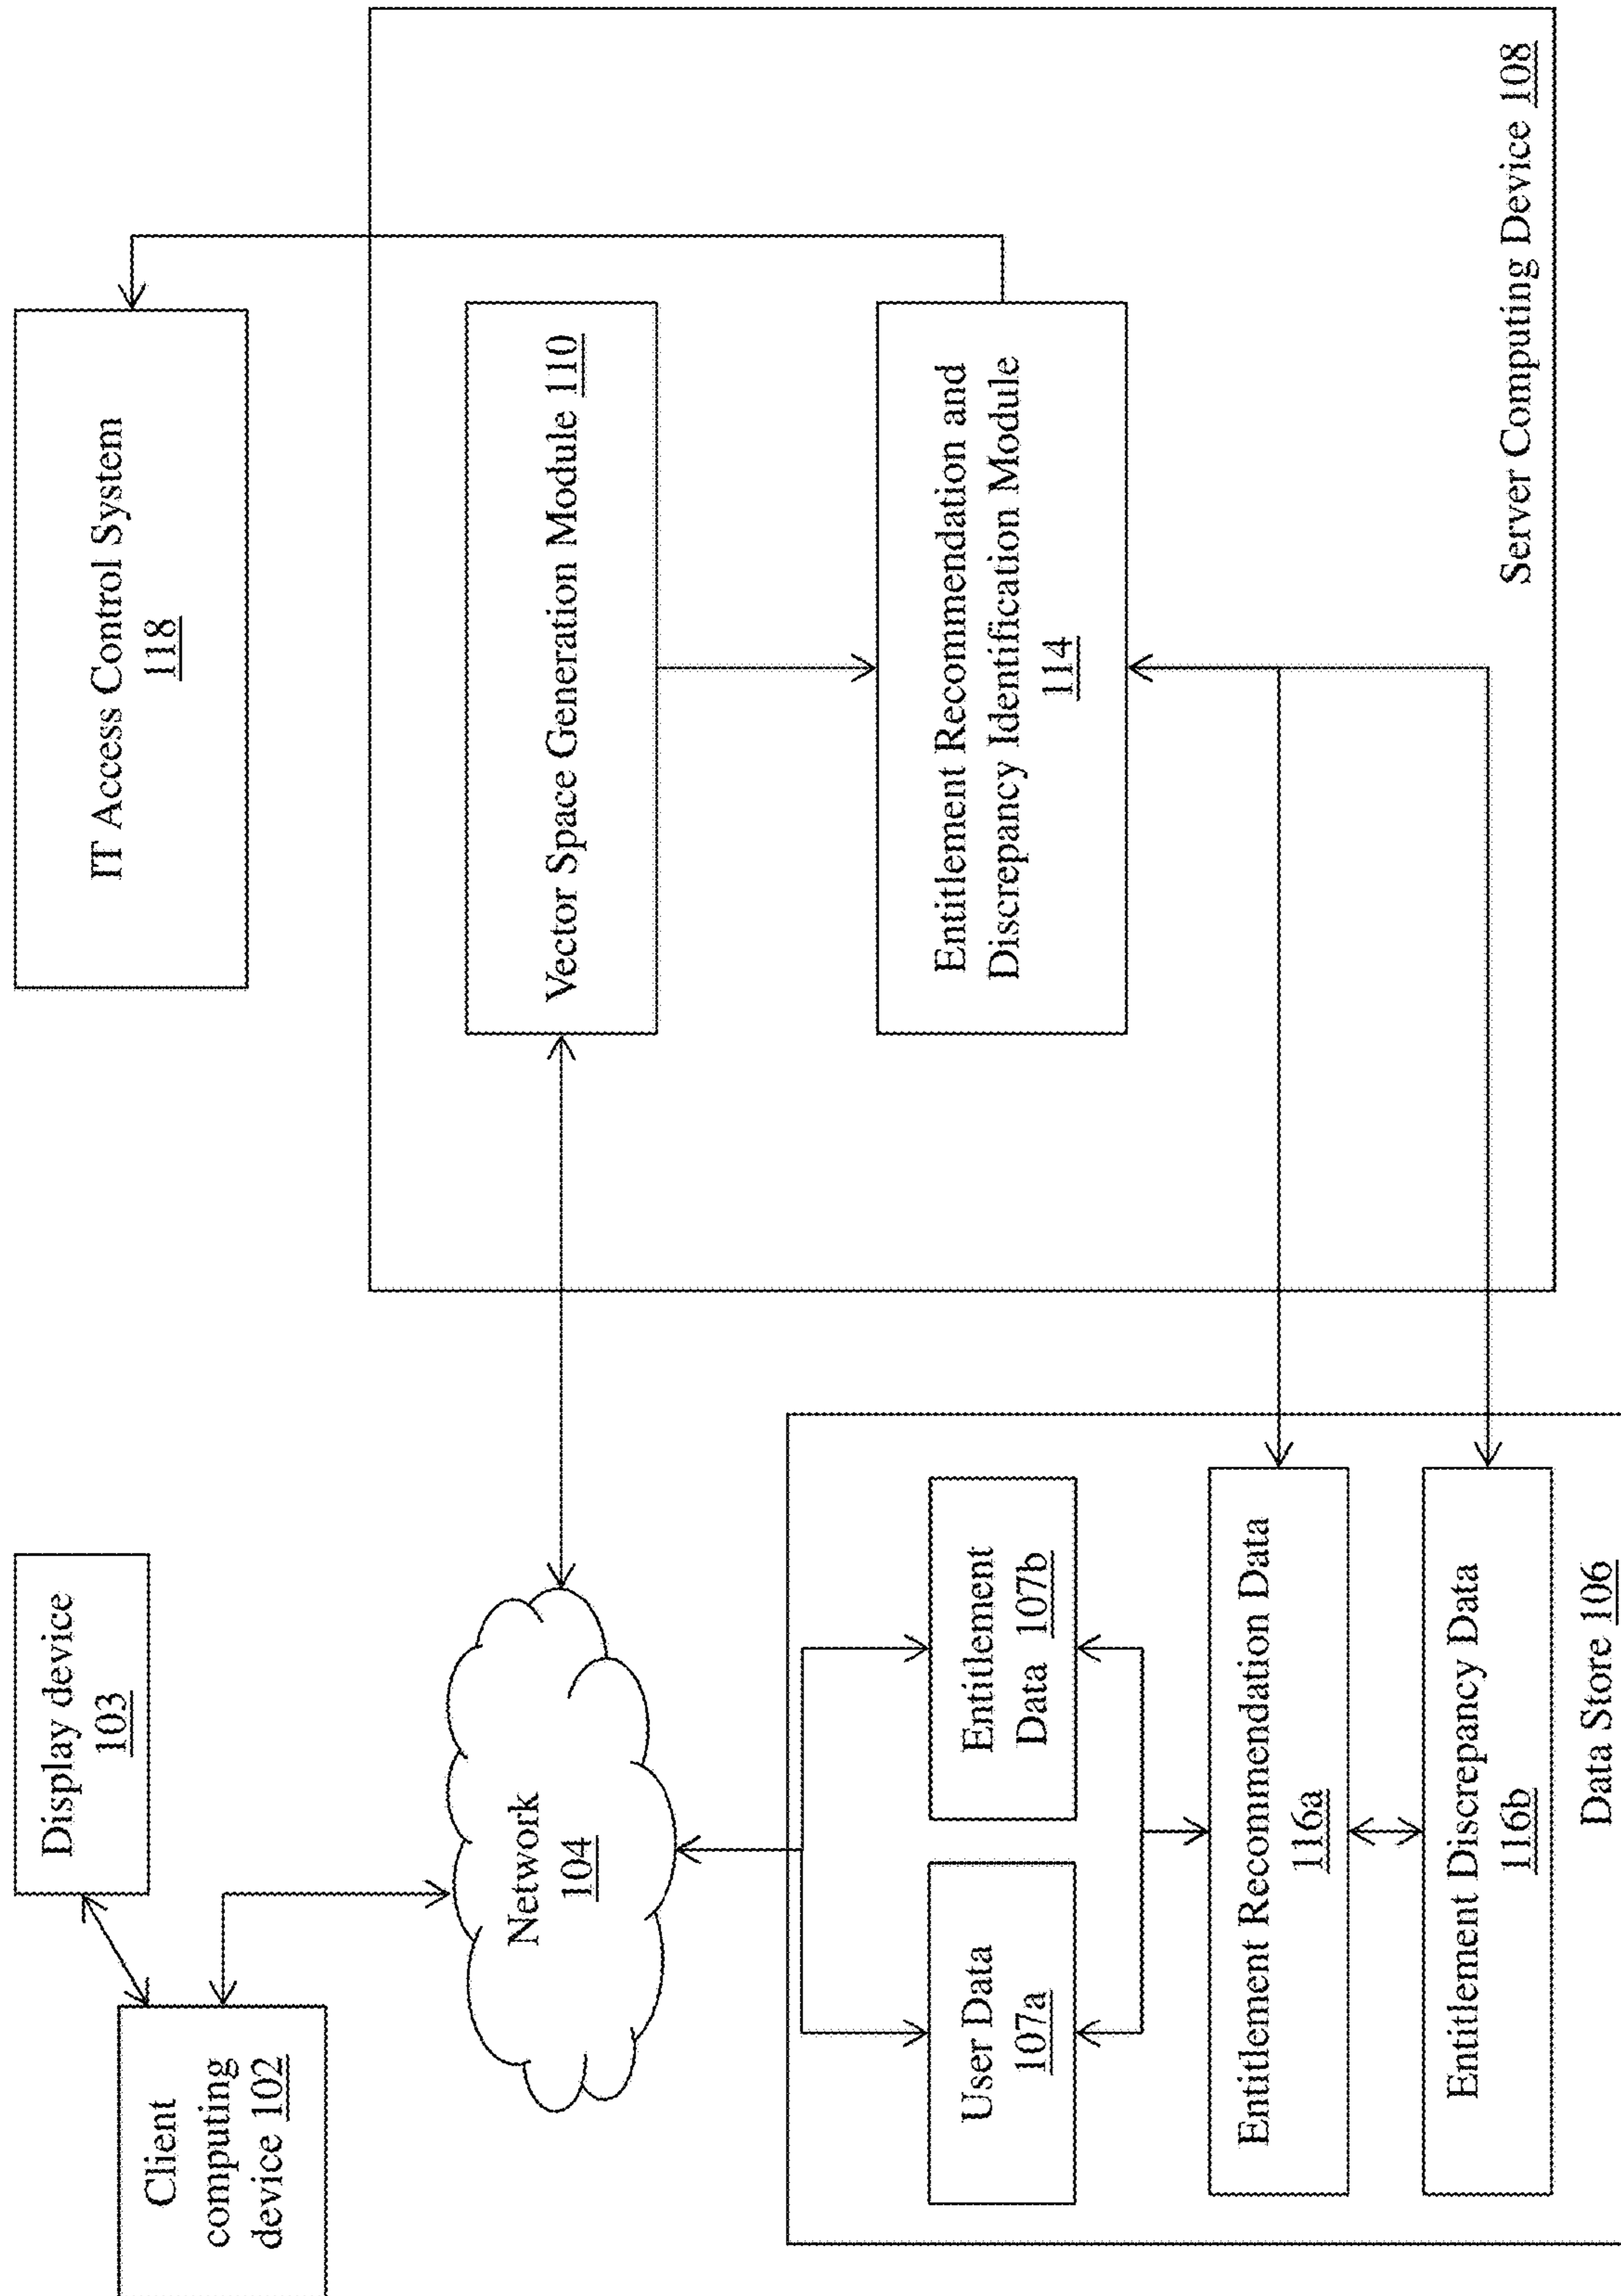 Client
computing
device 102
Display device
103
IT Access Control System
118
Network
104
Vector Space Generation Module 110
User Data
107a
Entitlement
Data 107b
Entitlement Recommendation and
Discrepancy Identification Module
114
Entitlement Recommendation Data
116a
Entitlement Discrepancy Data
116b
Data Store 106
Server Computing Device 108